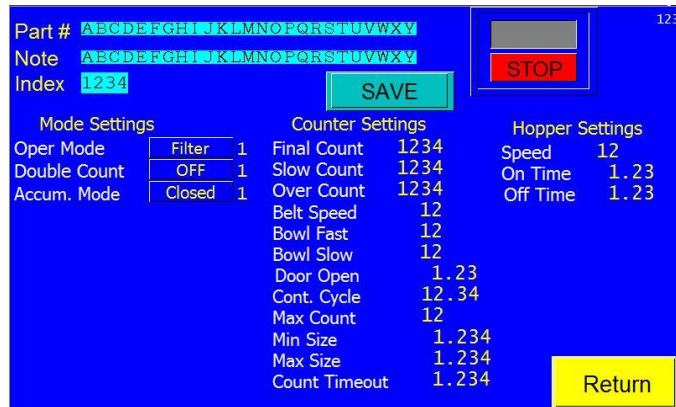 Part # ABCDEFGHIJKLMNOPQRSTUVWXY
123
Note ABCDEFGHIJKLMNOPQRSTUVWXY
STOP
Index 1234
SAVE
Mode Settings
Oper Mode Filter 1
Double Count OFF 1
Accum. Mode Closed 1
Counter Settings
Final Count 1234
Slow Count 1234
Over Count 1234
Belt Speed 12
Bowl Fast 12
Bowl Slow 12
Door Open 1.23
Cont. Cycle 12.34
Max Count 12
Min Size 1.234
Max Size 1.234
Count Timeout 1.234
Hopper Settings
Speed 12
On Time 1.23
Off Time 1.23
Return